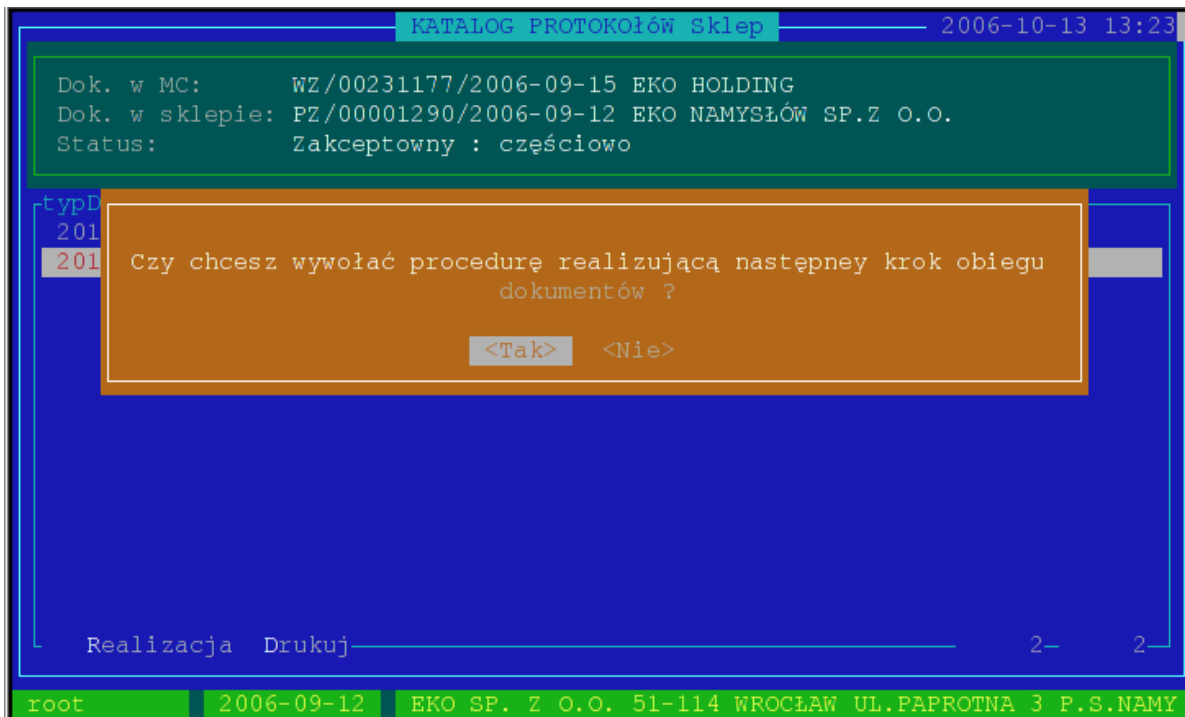 KATALOG PROTOKOłóW Sklep 2006-10-13 13:23
Dok. w MC: WZ/00231177/2006-09-15 EKO HOLDING
Dok. w sklepie: PZ/00001290/2006-09-12 EKO NAMYSŁÓW SP.Z O.O.
Status: Zakceptowny : częściowo
typD
201
201
Czy chcesz wywołać procedurę realizującą następney krok obiegu
dokumentów ?
<Tak> <Nie>
Realizacja Drukuj 2 2
root 2006-09-12 EKO SP. Z O.O. 51-114 WROCŁAW UL.PAPROTNA 3 P.S.NAMY